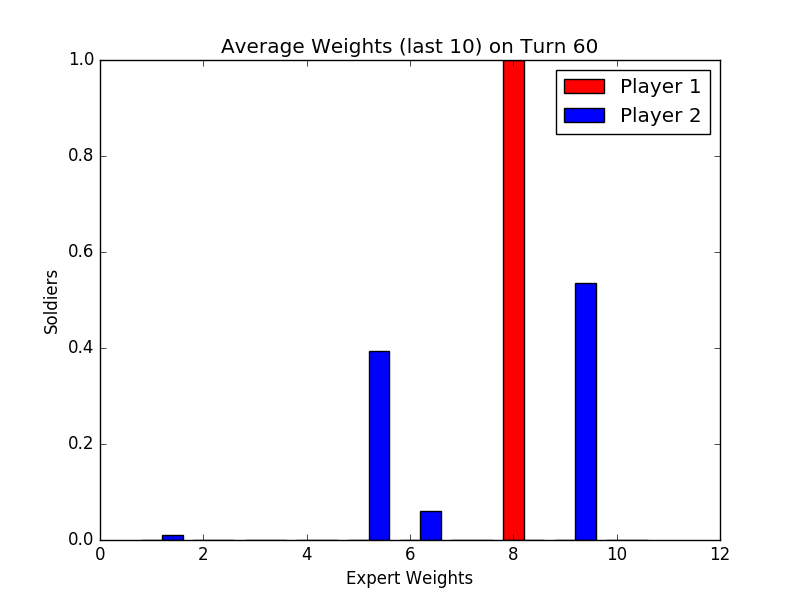 Average Weights (last 10) on Turn 60
1.0
Player 1
Player 2
0.8
0.6
Soldiers
0.4
0.2
0.0
0 2 4 6 8 10 12
Expert Weights